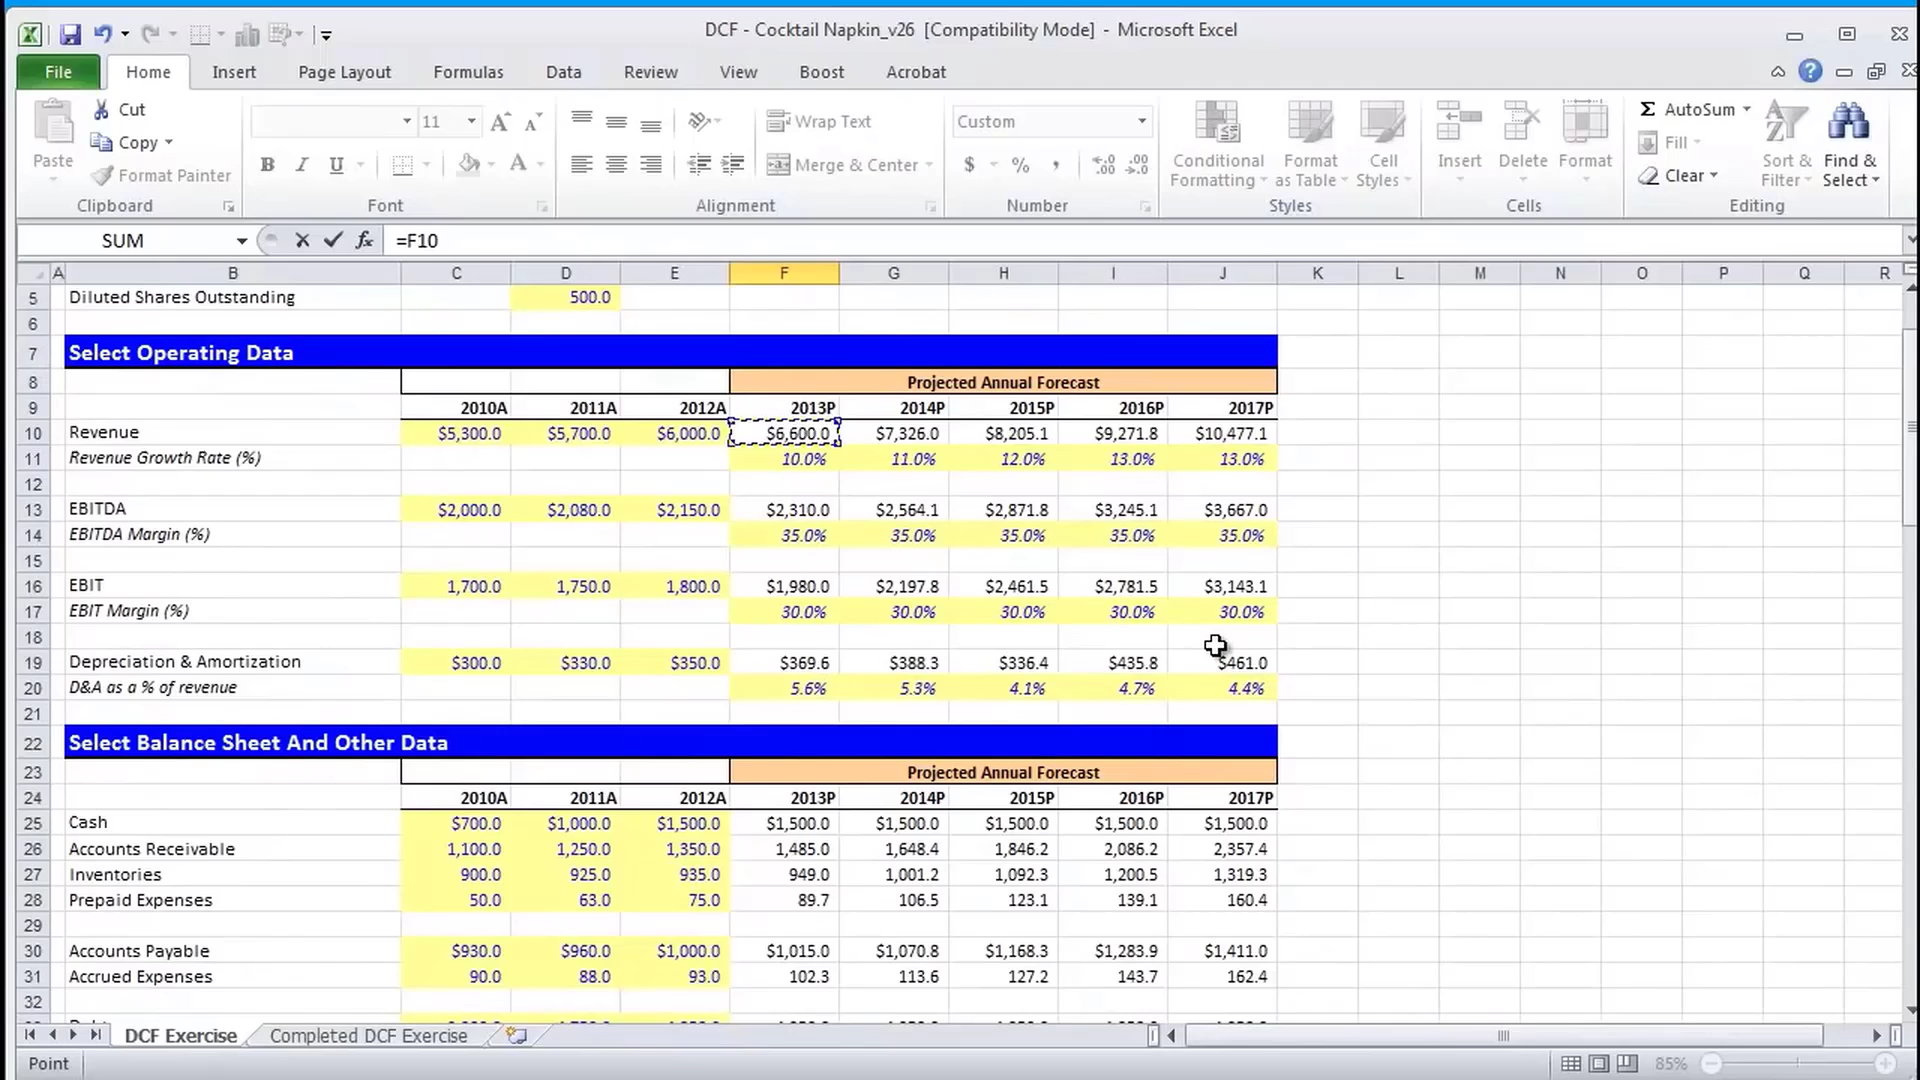 DCF - Cocktail Napkin_v26 [Compatibility Mode] - Microsoft Excel
File Home Insert Page Layout Formulas Data Review View Boost Acrobat
Cut 11 Wrap Text Custom AutoSum
Copy Fill
Paste Format Painter B I U A Merge & Center $ % , Conditional Formatting Format as Table Cell Styles Insert Delete Format Clear Sort & Filter Find & Select
Clipboard Font Alignment Number Styles Cells Editing
SUM fx =F10
A B C D E F G H I J K L M N O P Q R
5 Diluted Shares Outstanding 500.0
6
7 Select Operating Data
8 Projected Annual Forecast
9 2010A 2011A 2012A 2013P 2014P 2015P 2016P 2017P
10 Revenue $5,300.0 $5,700.0 $6,000.0 $6,600.0 $7,326.0 $8,205.1 $9,271.8 $10,477.1
11 Revenue Growth Rate (%) 10.0% 11.0% 12.0% 13.0% 13.0%
12
13 EBITDA $2,000.0 $2,080.0 $2,150.0 $2,310.0 $2,564.1 $2,871.8 $3,245.1 $3,667.0
14 EBITDA Margin (%) 35.0% 35.0% 35.0% 35.0% 35.0%
15
16 EBIT 1,700.0 1,750.0 1,800.0 $1,980.0 $2,197.8 $2,461.5 $2,781.5 $3,143.1
17 EBIT Margin (%) 30.0% 30.0% 30.0% 30.0% 30.0%
18
19 Depreciation & Amortization $300.0 $330.0 $350.0 $369.6 $388.3 $336.4 $435.8 $461.0
20 D&A as a % of revenue 5.6% 5.3% 4.1% 4.7% 4.4%
21
22 Select Balance Sheet And Other Data
23 Projected Annual Forecast
24 2010A 2011A 2012A 2013P 2014P 2015P 2016P 2017P
25 Cash $700.0 $1,000.0 $1,500.0 $1,500.0 $1,500.0 $1,500.0 $1,500.0 $1,500.0
26 Accounts Receivable 1,100.0 1,250.0 1,350.0 1,485.0 1,648.4 1,846.2 2,086.2 2,357.4
27 Inventories 900.0 925.0 935.0 949.0 1,001.2 1,092.3 1,200.5 1,319.3
28 Prepaid Expenses 50.0 63.0 75.0 89.7 106.5 123.1 139.1 160.4
29
30 Accounts Payable $930.0 $960.0 $1,000.0 $1,015.0 $1,070.8 $1,168.3 $1,283.9 $1,411.0
31 Accrued Expenses 90.0 88.0 93.0 102.3 113.6 127.2 143.7 162.4
32
DCF Exercise Completed DCF Exercise
Point 85%